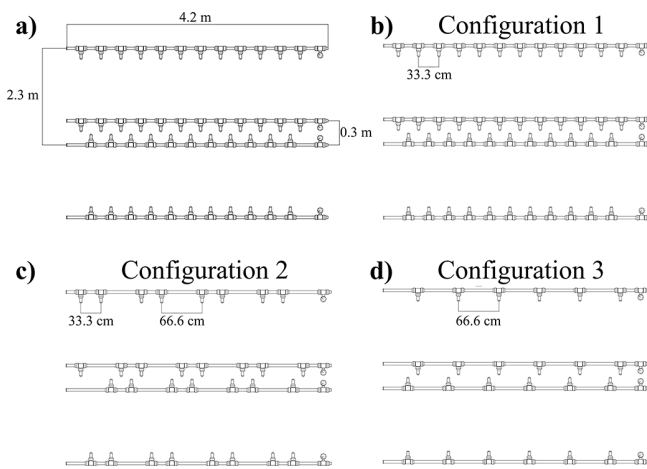 a)
4.2 m
2.3 m
0.3 m
b) Configuration 1
33.3 cm
c) Configuration 2
33.3 cm
66.6 cm
d) Configuration 3
66.6 cm